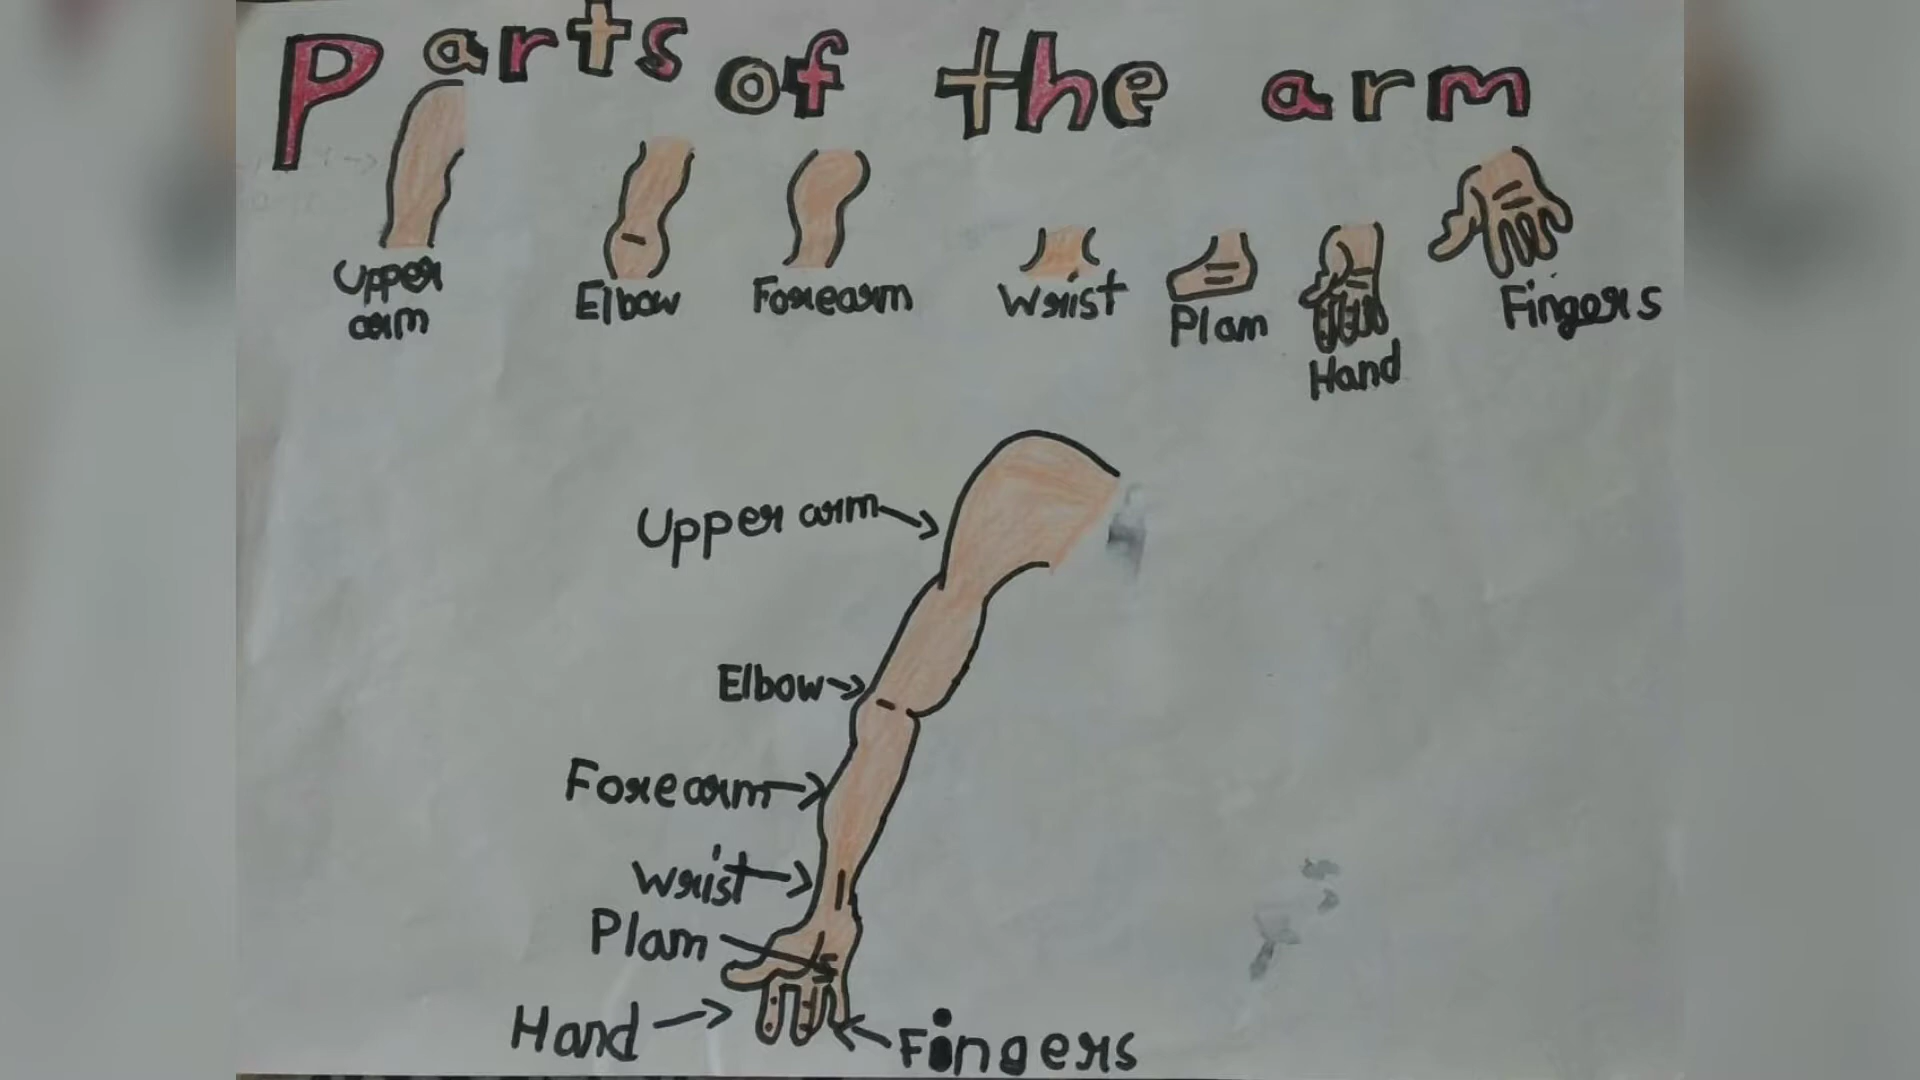 Parts of the arm
Upper
arm
Elbow
Forearm
Wrist
Plam
Hand
Fingers
Upper arm
Elbow
Forearm
Wrist
Plam
Hand
Fingers